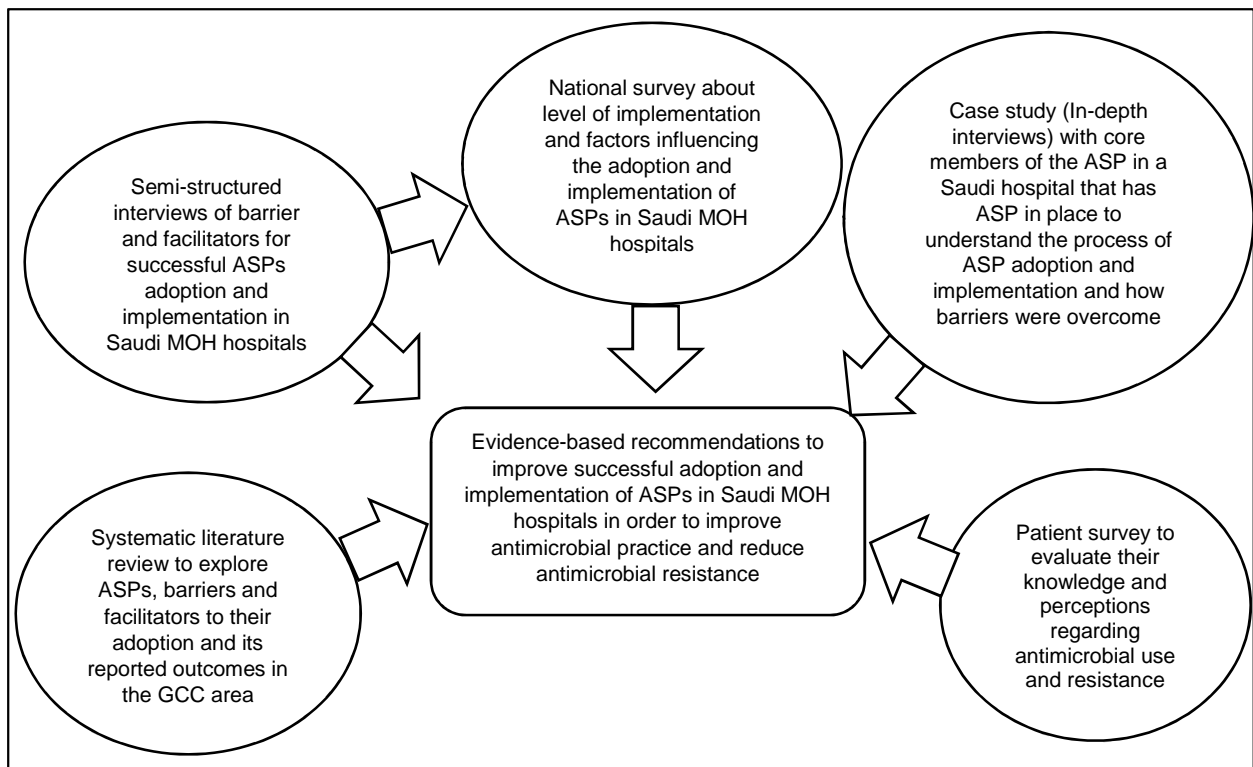 Semi-structured
interviews of barrier
and facilitators for
successful ASPs
adoption and
implementation in
Saudi MOH hospitals
National survey about
level of implementation
and factors influencing
the adoption and
implementation of
ASPs in Saudi MOH
hospitals
Case study (In-depth
interviews) with core
members of the ASP in a
Saudi hospital that has
ASP in place to
understand the process of
ASP adoption and
implementation and how
barriers were overcome
Systematic literature
review to explore
ASPs, barriers and
facilitators to their
adoption and its
reported outcomes in
the GCC area
Evidence-based recommendations to
improve successful adoption and
implementation of ASPs in Saudi MOH
hospitals in order to improve
antimicrobial practice and reduce
antimicrobial resistance
Patient survey to
evaluate their
knowledge and
perceptions
regarding
antimicrobial use
and resistance